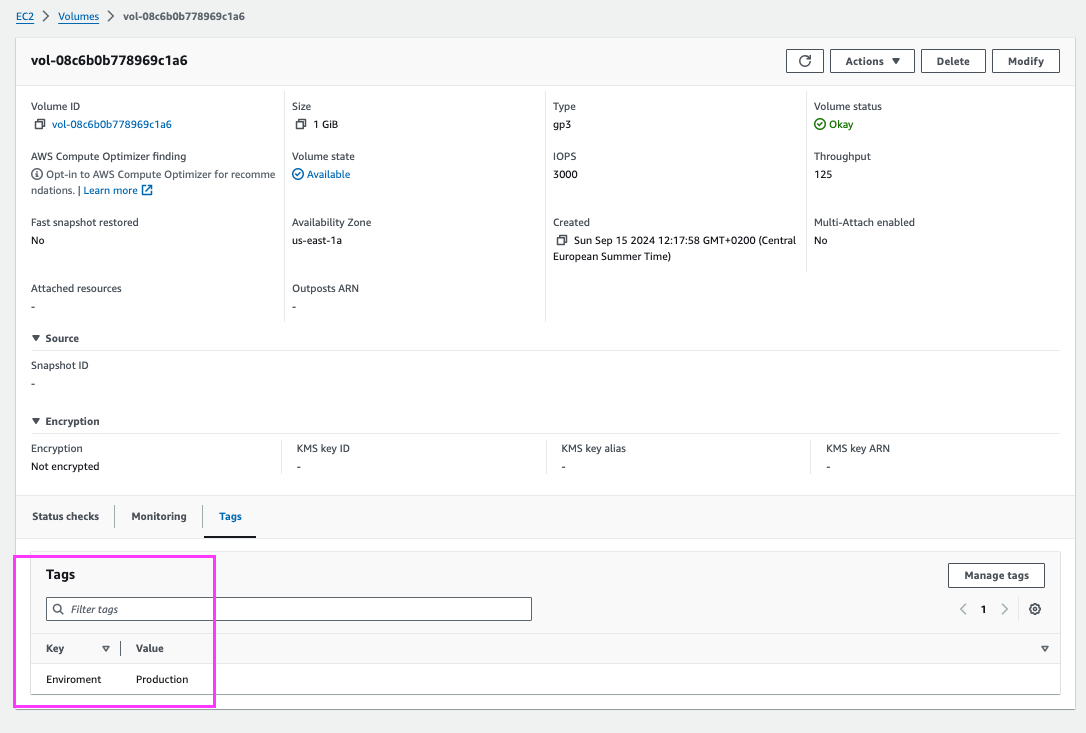 EC2 > Volumes > vol-08c6b0b778969c1a6
vol-08c6b0b778969c1a6
Actions ▼ Delete Modify
Volume ID Size Type Volume status
vol-08c6b0b778969c1a6 1 GiB gp3 Okay
AWS Compute Optimizer finding Volume state IOPS Throughput
Opt-in to AWS Compute Optimizer for recomme Available 3000 125
ndations. | Learn more
Fast snapshot restored Availability Zone Created Multi-Attach enabled
No us-east-1a Sun Sep 15 2024 12:17:58 GMT+0200 (Central No
European Summer Time)
Attached resources Outposts ARN
- -
▼ Source
Snapshot ID
-
▼ Encryption
Encryption KMS key ID KMS key alias KMS key ARN
Not encrypted - - -
Status checks Monitoring Tags
Tags Manage tags
Filter tags < 1 >
Key Value
Enviroment Production